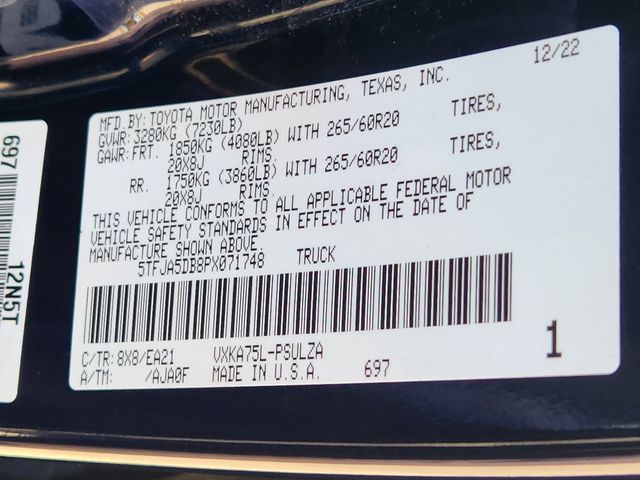 12/22
MFD.BY:TOYOTA MOTOR MANUFACTURING, TEXAS, INC.
GVWR:3280KG (7230LB)
GAWR:FRT. 1850KG (4080LB) WITH 265/60R20 TIRES,
20X8J RIMS.
RR. 1750KG (3860LB) WITH 265/60R20 TIRES,
20X8J RIMS.
THIS VEHICLE CONFORMS TO ALL APPLICABLE FEDERAL MOTOR
VEHICLE SAFETY STANDARDS IN EFFECT ON THE DATE OF
MANUFACTURE SHOWN ABOVE.
5TFJA5DB8PX071748 TRUCK
C/TR:8X8/EA21 VXKA75L-PSULZA 1
A/TM: /AJA0F MADE IN U.S.A. 697
697
12N5T